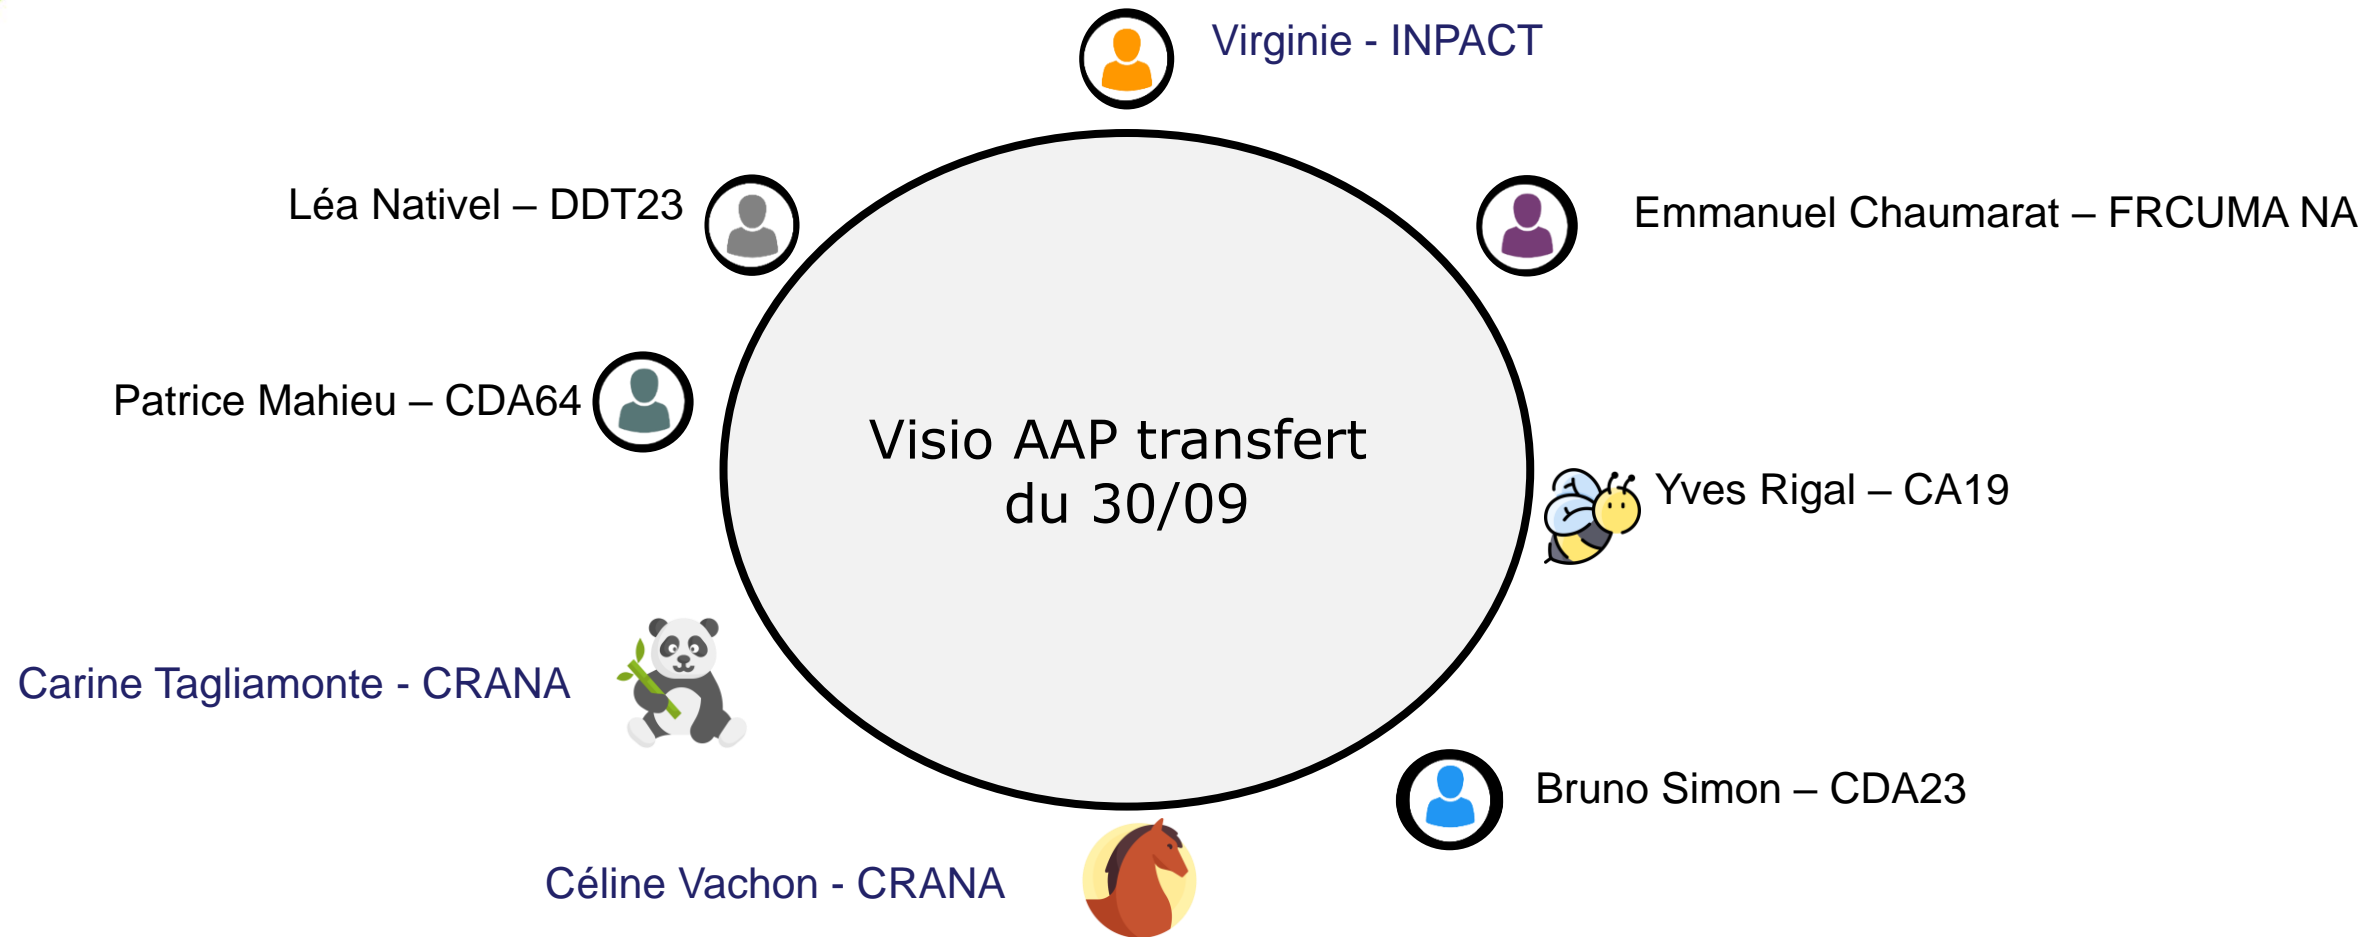 Virginie - INPACT
Léa Nativel – DDT23
Emmanuel Chaumarat – FRCUMA NA
Patrice Mahieu – CDA64
Visio AAP transfert
du 30/09
Yves Rigal – CA19
Carine Tagliamonte - CRANA
Bruno Simon – CDA23
Céline Vachon - CRANA